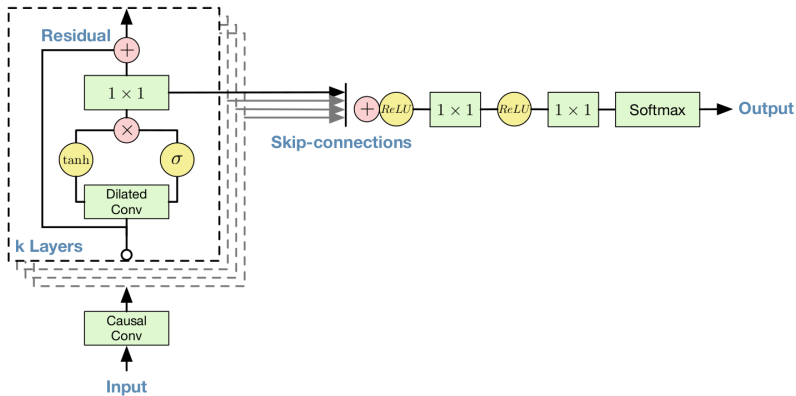 Residual
+
1 × 1
×
tanh
σ
Dilated
Conv
k Layers
Causal
Conv
Input
Skip-connections
+
ReLU
1 × 1
ReLU
1 × 1
Softmax
Output